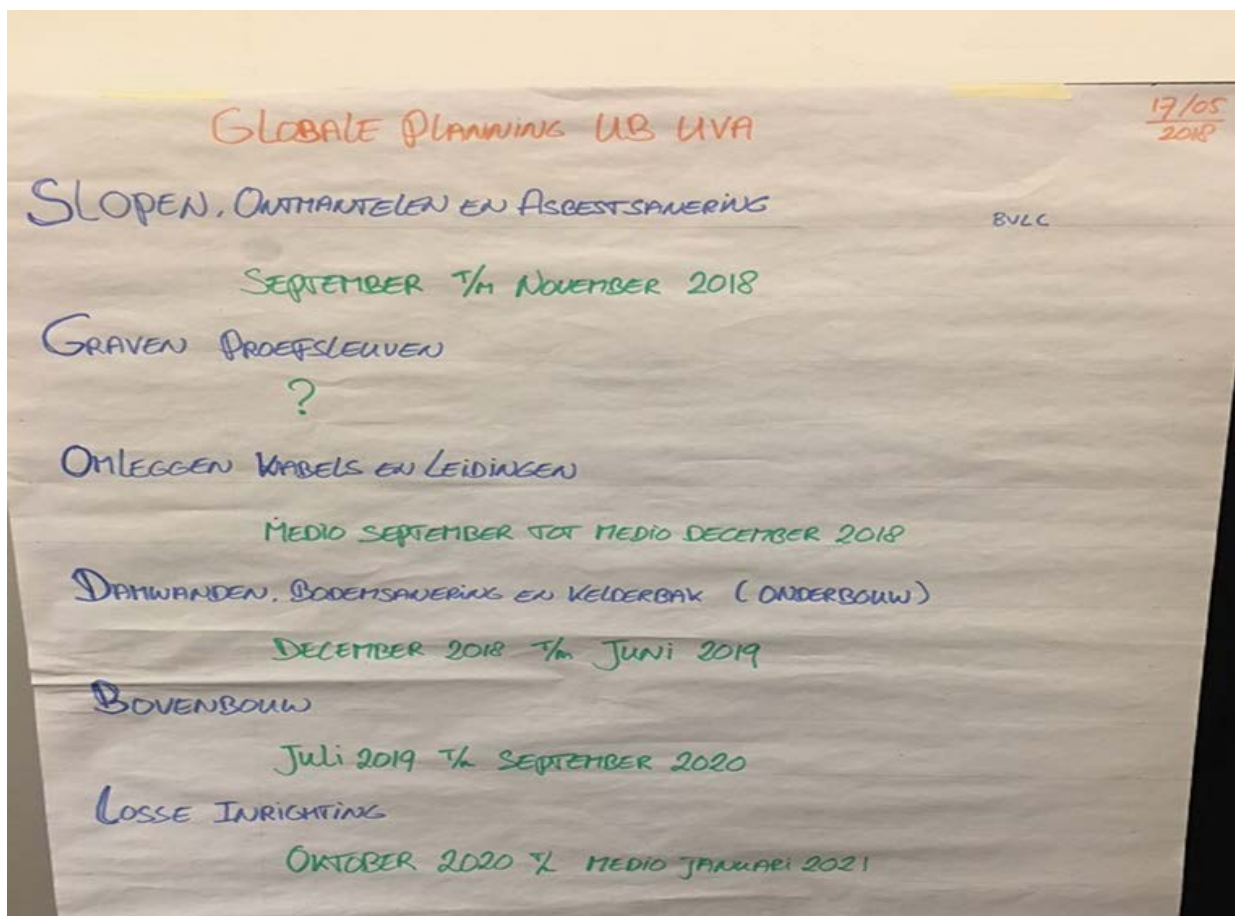 GLOBALE PLANNING UB UVA
17/05
2018
SLOPEN, ONTMANTELEN EN ASBESTSANERING
BVLC
SEPTEMBER T/M NOVEMBER 2018
GRAVEN PROEFSLEUVEN
?
OMLEGGEN KABELS EN LEIDINGEN
MEDIO SEPTEMBER TOT MEDIO DECEMBER 2018
DAMWANDEN, BODEMSANERING EN KELDERBAK (ONDERBOUW)
DECEMBER 2018 T/M JUNI 2019
BOVENBOUW
JULI 2019 T/M SEPTEMBER 2020
LOSSE INRICHTING
OKTOBER 2020 T/M MEDIO JANUARI 2021